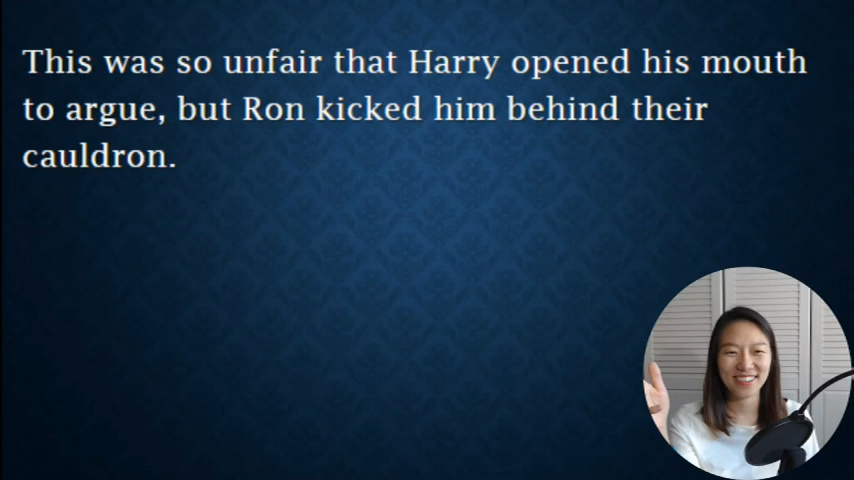 This was so unfair that Harry opened his mouth
to argue, but Ron kicked him behind their
cauldron.